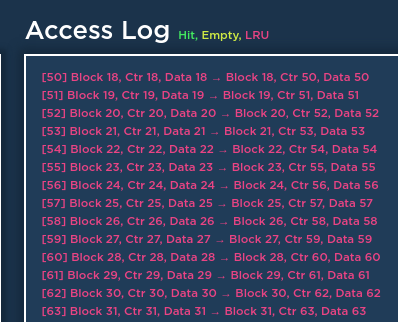 Access Log Hit, Empty, LRU
[50] Block 18, Ctr 18, Data 18 → Block 18, Ctr 50, Data 50
[51] Block 19, Ctr 19, Data 19 → Block 19, Ctr 51, Data 51
[52] Block 20, Ctr 20, Data 20 → Block 20, Ctr 52, Data 52
[53] Block 21, Ctr 21, Data 21 → Block 21, Ctr 53, Data 53
[54] Block 22, Ctr 22, Data 22 → Block 22, Ctr 54, Data 54
[55] Block 23, Ctr 23, Data 23 → Block 23, Ctr 55, Data 55
[56] Block 24, Ctr 24, Data 24 → Block 24, Ctr 56, Data 56
[57] Block 25, Ctr 25, Data 25 → Block 25, Ctr 57, Data 57
[58] Block 26, Ctr 26, Data 26 → Block 26, Ctr 58, Data 58
[59] Block 27, Ctr 27, Data 27 → Block 27, Ctr 59, Data 59
[60] Block 28, Ctr 28, Data 28 → Block 28, Ctr 60, Data 60
[61] Block 29, Ctr 29, Data 29 → Block 29, Ctr 61, Data 61
[62] Block 30, Ctr 30, Data 30 → Block 30, Ctr 62, Data 62
[63] Block 31, Ctr 31, Data 31 → Block 31, Ctr 63, Data 63